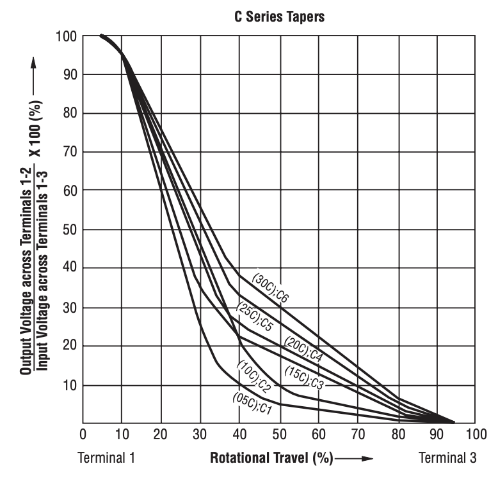 C Series Tapers
Output Voltage across Terminals 1-2
Input Voltage across Terminals 1-3
X 100 (%)
100
90
80
70
60
50
40
30
20
10
(30C);C6
(25C);C5
(20C);C4
(15C);C3
(10C);C2
(05C);C1
0 10 20 30 40 50 60 70 80 90 100
Terminal 1
Rotational Travel (%)
Terminal 3